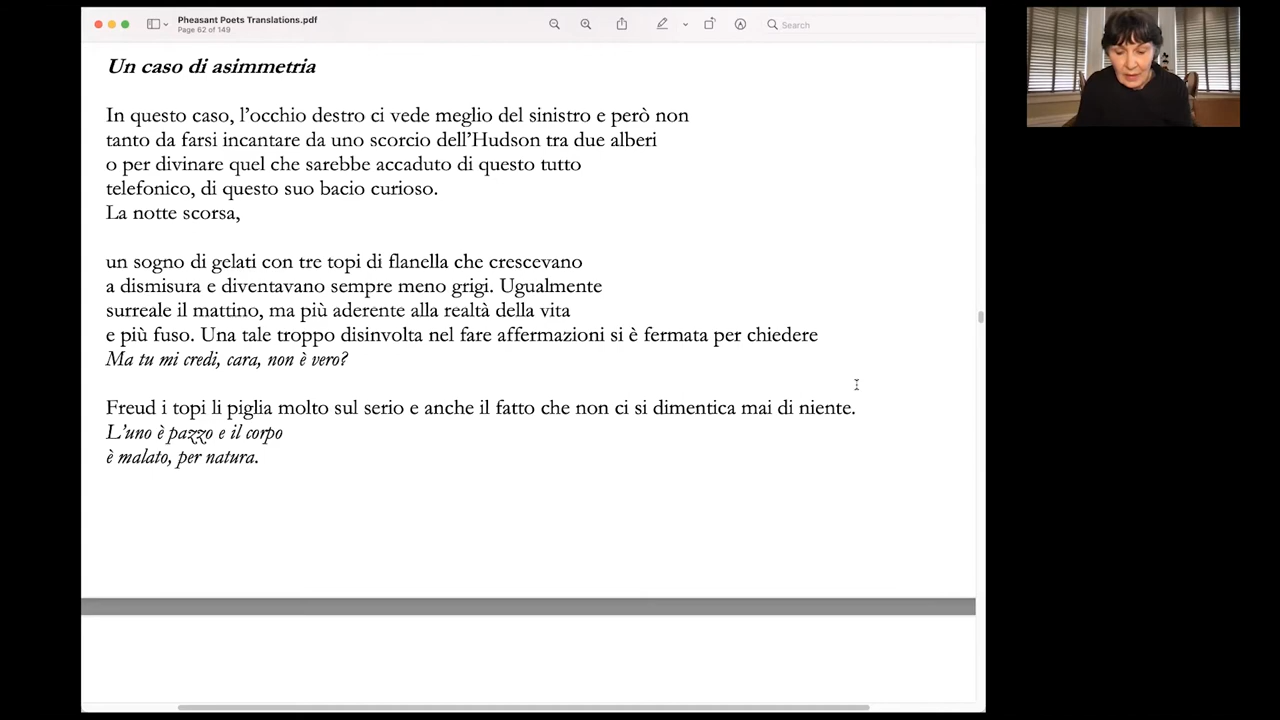 Pheasant Poets Translations.pdf
Page 62 of 149
Search
Un caso di asimmetria
In questo caso, l’occhio destro ci vede meglio del sinistro e però non
tanto da farsi incantare da uno scorcio dell’Hudson tra due alberi
o per divinare quel che sarebbe accaduto di questo tutto
telefonico, di questo suo bacio curioso.
La notte scorsa,
un sogno di gelati con tre topi di flanella che crescevano
a dismisura e diventavano sempre meno grigi. Ugualmente
surreale il mattino, ma più aderente alla realtà della vita
e più fuso. Una tale troppo disinvolta nel fare affermazioni si è fermata per chiedere
Ma tu mi credi, cara, non è vero?
Freud i topi li piglia molto sul serio e anche il fatto che non ci si dimentica mai di niente.
L’uno è pazzo e il corpo
è malato, per natura.